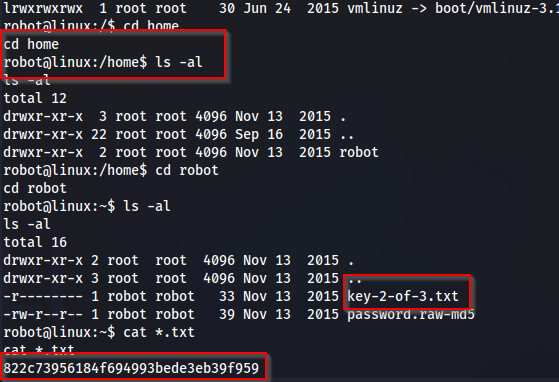 lrwxrwxrwx  1 root root    30 Jun 24  2015 vmlinuz -> boot/vmlinuz-3.1
robot@linux:/$ cd home
cd home
robot@linux:/home$ ls -al
ls -al
total 12
drwxr-xr-x  3 root root 4096 Nov 13  2015 .
drwxr-xr-x 22 root root 4096 Sep 16  2015 ..
drwxr-xr-x  2 root root 4096 Nov 13  2015 robot
robot@linux:/home$ cd robot
cd robot
robot@linux:~$ ls -al
ls -al
total 16
drwxr-xr-x 2 root  root  4096 Nov 13  2015 .
drwxr-xr-x 3 root  root  4096 Nov 13  2015 ..
-r-------- 1 robot robot   33 Nov 13  2015 key-2-of-3.txt
-rw-r--r-- 1 robot robot   39 Nov 13  2015 password.raw-md5
robot@linux:~$ cat *.txt
cat *.txt
822c73956184f694993bede3eb39f959